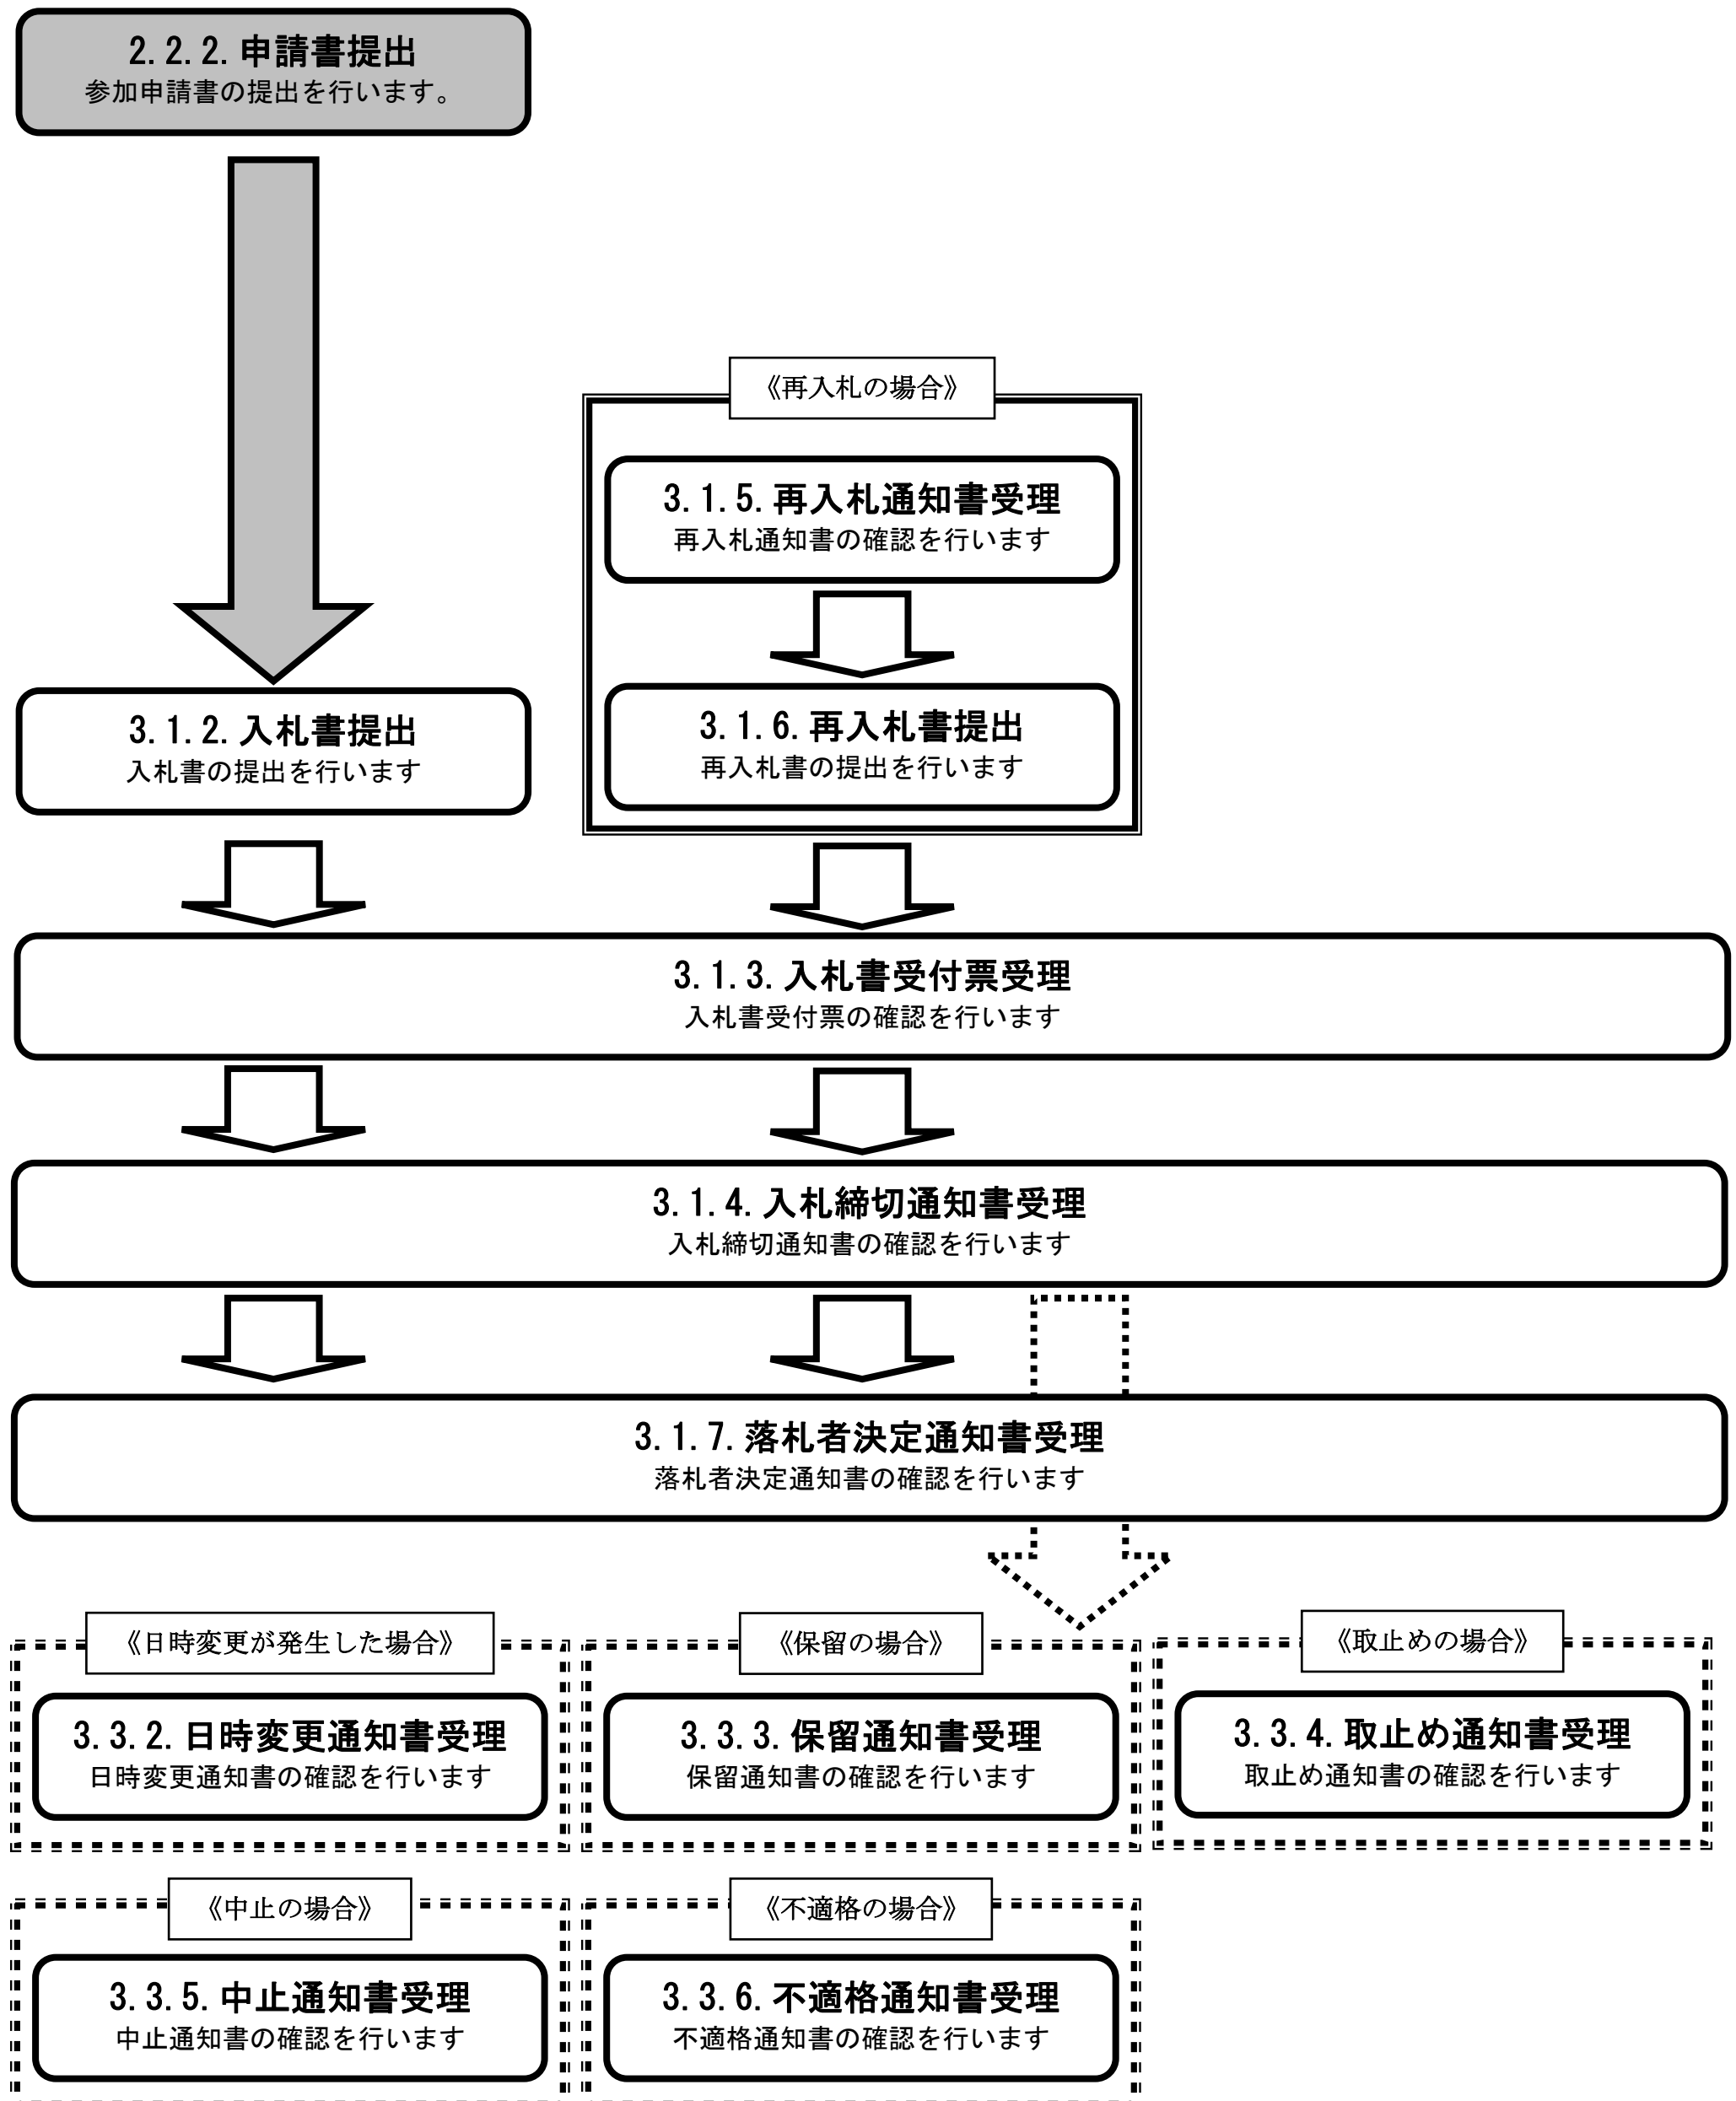 2.2.2.申請書提出
参加申請書の提出を行います。
《再入札の場合》
3.1.5.再入札通知書受理
再入札通知書の確認を行います
3.1.2.入札書提出
入札書の提出を行います
3.1.6.再入札書提出
再入札書の提出を行います
3.1.3.入札書受付票受理
入札書受付票の確認を行います
3.1.4.入札締切通知書受理
入札締切通知書の確認を行います
3.1.7.落札者決定通知書受理
落札者決定通知書の確認を行います
《日時変更が発生した場合》
3.3.2.日時変更通知書受理
日時変更通知書の確認を行います
《保留の場合》
3.3.3.保留通知書受理
保留通知書の確認を行います
《取止めの場合》
3.3.4.取止め通知書受理
取止め通知書の確認を行います
《中止の場合》
3.3.5.中止通知書受理
中止通知書の確認を行います
《不適格の場合》
3.3.6.不適格通知書受理
不適格通知書の確認を行います